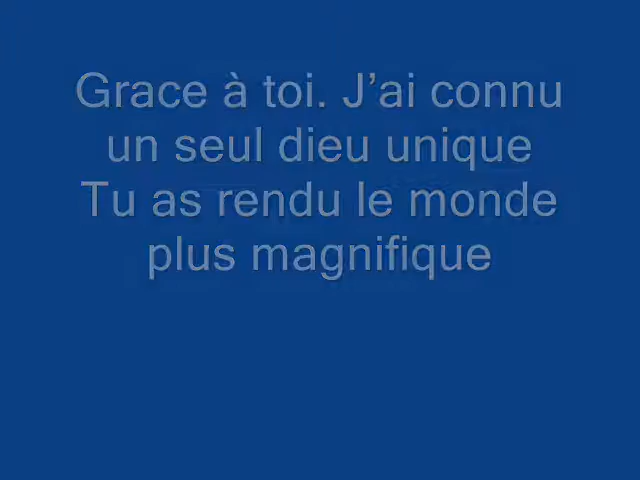 Grace à toi. J’ai connu
un seul dieu unique
Tu as rendu le monde
plus magnifique